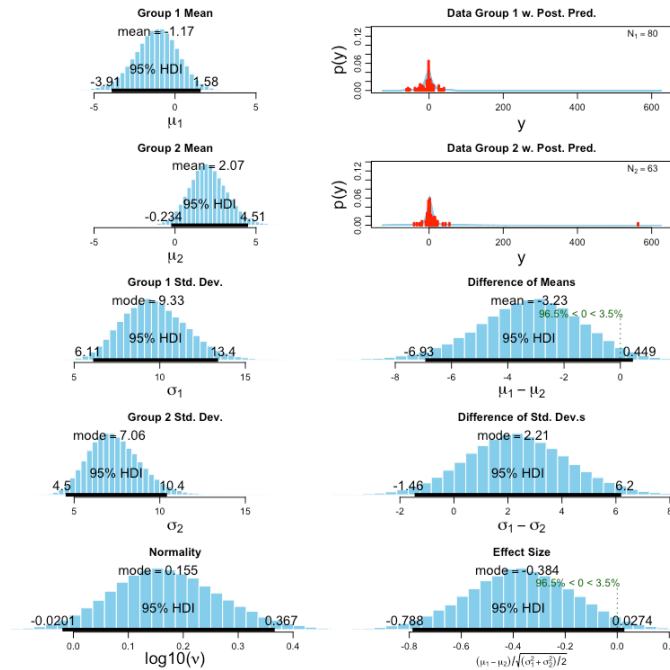 Group 1 Mean
mean = -1.17
95% HDI
-3.91 1.58
-5 0 5
μ1
Data Group 1 w. Post. Pred.
N1 = 80
p(y)
0.00 0.06 0.12
0 200 400 600
y
Group 2 Mean
mean = 2.07
95% HDI
-0.234 4.51
-5 0 5
μ2
Data Group 2 w. Post. Pred.
N2 = 63
p(y)
0.00 0.06 0.12
0 200 400 600
y
Group 1 Std. Dev.
mode = 9.33
95% HDI
6.11 13.4
5 10 15
σ1
Difference of Means
mean = -3.23
96.5% < 0 < 3.5%
95% HDI
-6.93 0.449
-8 -6 -4 -2 0
μ1 − μ2
Group 2 Std. Dev.
mode = 7.06
95% HDI
4.5 10.4
5 10 15
σ2
Difference of Std. Dev.s
mode = 2.21
95% HDI
-1.46 6.2
-2 0 2 4 6 8
σ1 − σ2
Normality
mode = 0.155
95% HDI
-0.0201 0.367
0.0 0.1 0.2 0.3 0.4
log10(ν)
Effect Size
mode = -0.384
96.5% < 0 < 3.5%
95% HDI
-0.788 0.0274
-0.8 -0.6 -0.4 -0.2 0.0
(μ1 − μ2)/√(σ1² + σ2²)/2